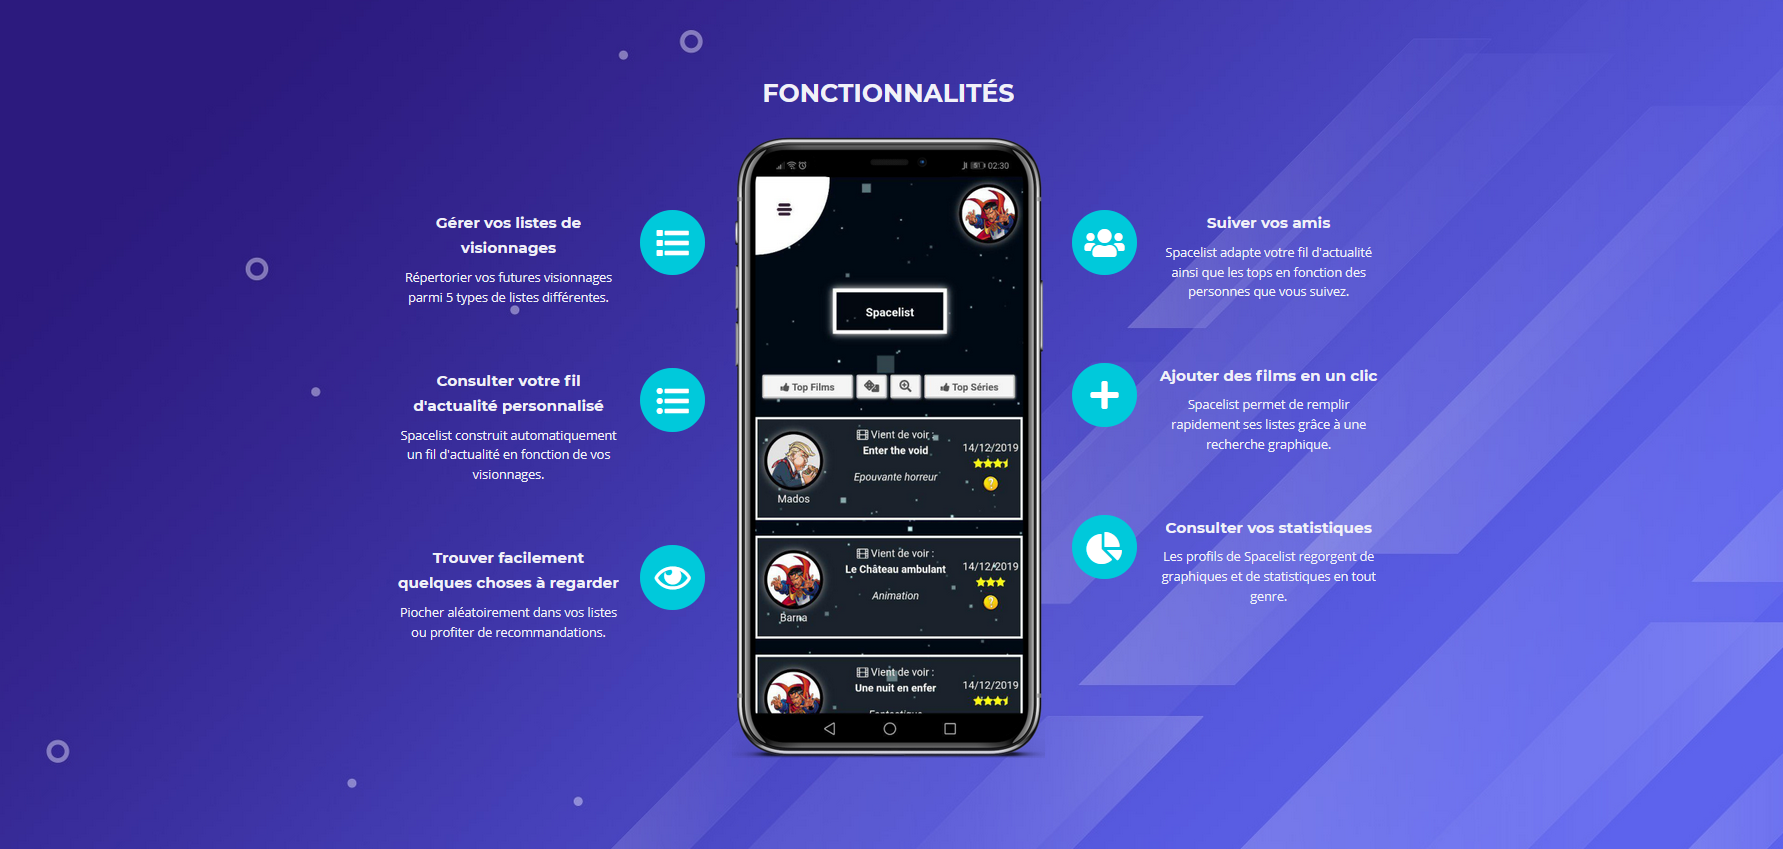 FONCTIONNALITÉS
Gérer vos listes de
visionnages
Répertorier vos futures visionnages
parmi 5 types de listes différentes.
Consulter votre fil
d'actualité personnalisé
Spacelist construit automatiquement
un fil d'actualité en fonction de vos
visionnages.
Trouver facilement
quelques choses à regarder
Piocher aléatoirement dans vos listes
ou profiter de recommandations.
02:30
Spacelist
Top Films
Top Séries
Vient de voir :
Enter the void
14/12/2019
Epouvante horreur
Mados
Vient de voir :
Le Château ambulant
14/12/2019
Animation
Barna
Vient de voir :
Une nuit en enfer
14/12/2019
Fantastique
Suiver vos amis
Spacelist adapte votre fil d'actualité
ainsi que les tops en fonction des
personnes que vous suivez.
Ajouter des films en un clic
Spacelist permet de remplir
rapidement ses listes grâce à une
recherche graphique.
Consulter vos statistiques
Les profils de Spacelist regorgent de
graphiques et de statistiques en tout
genre.